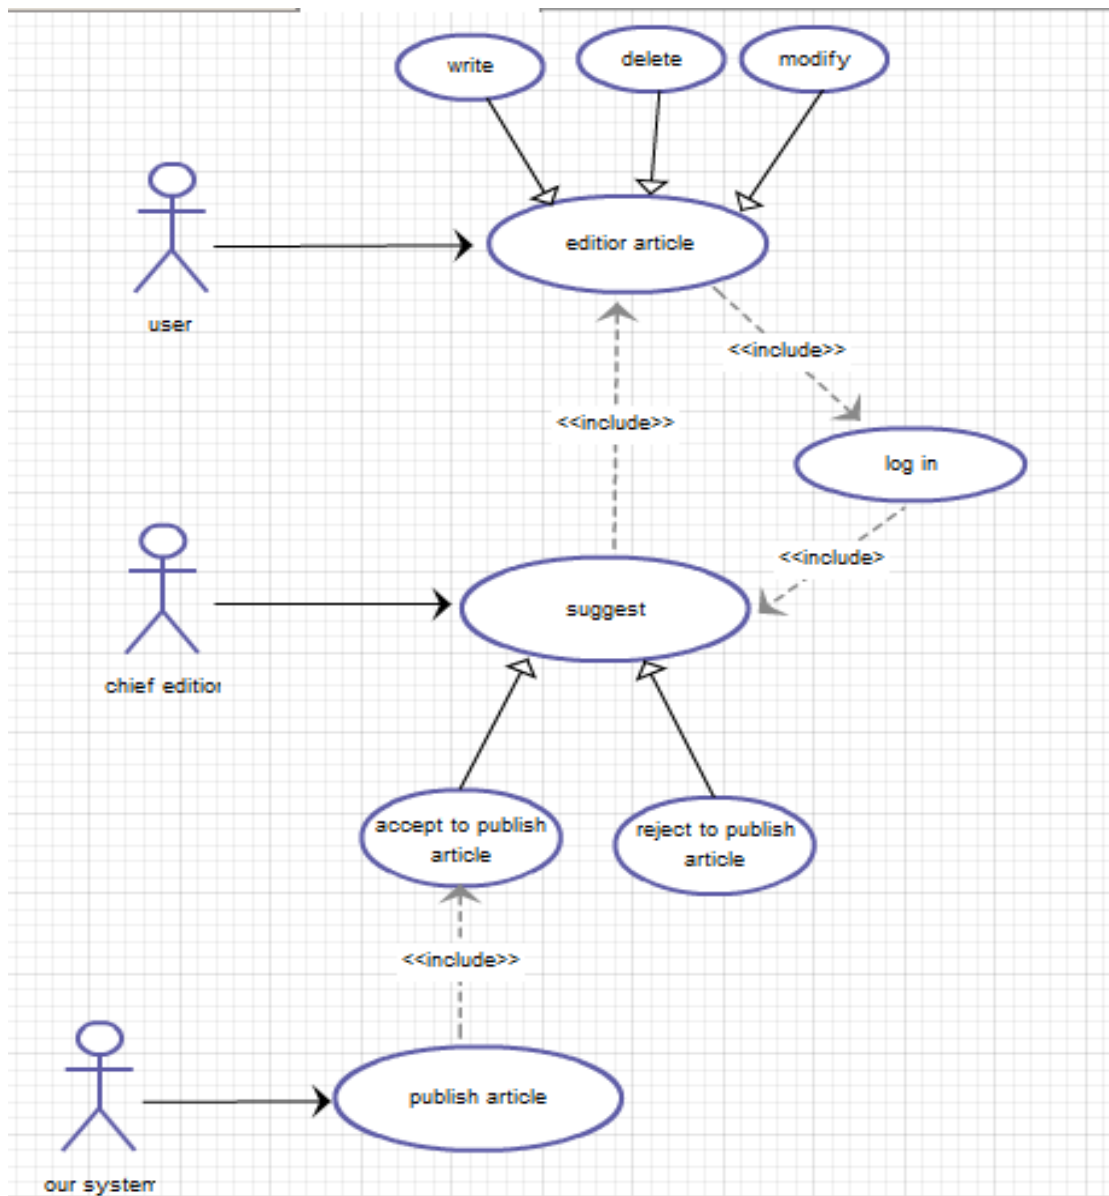 write
delete
modify
editior article
user
<<include>>
<<include>>
log in
<<include>
suggest
chief edition
accept to publish
article
reject to publish
article
<<include>>
publish article
our system